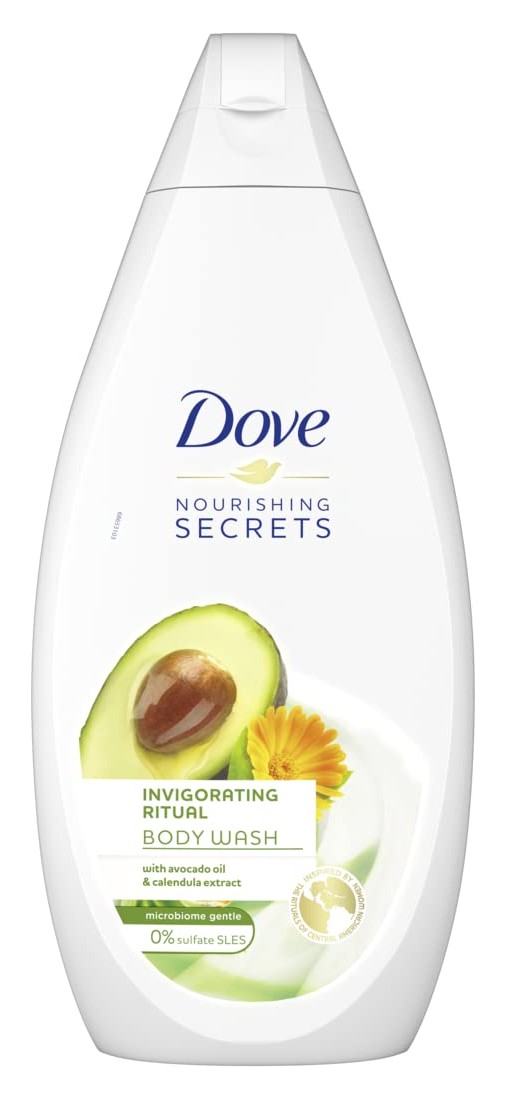 Dove
NOURISHING
SECRETS
INVIGORATING
RITUAL
BODY WASH
with avocado oil
& calendula extract
microbiome gentle
0% sulfate SLES
INSPIRED BY
THE RITUALS OF CENTRAL AMERICAN WOMEN